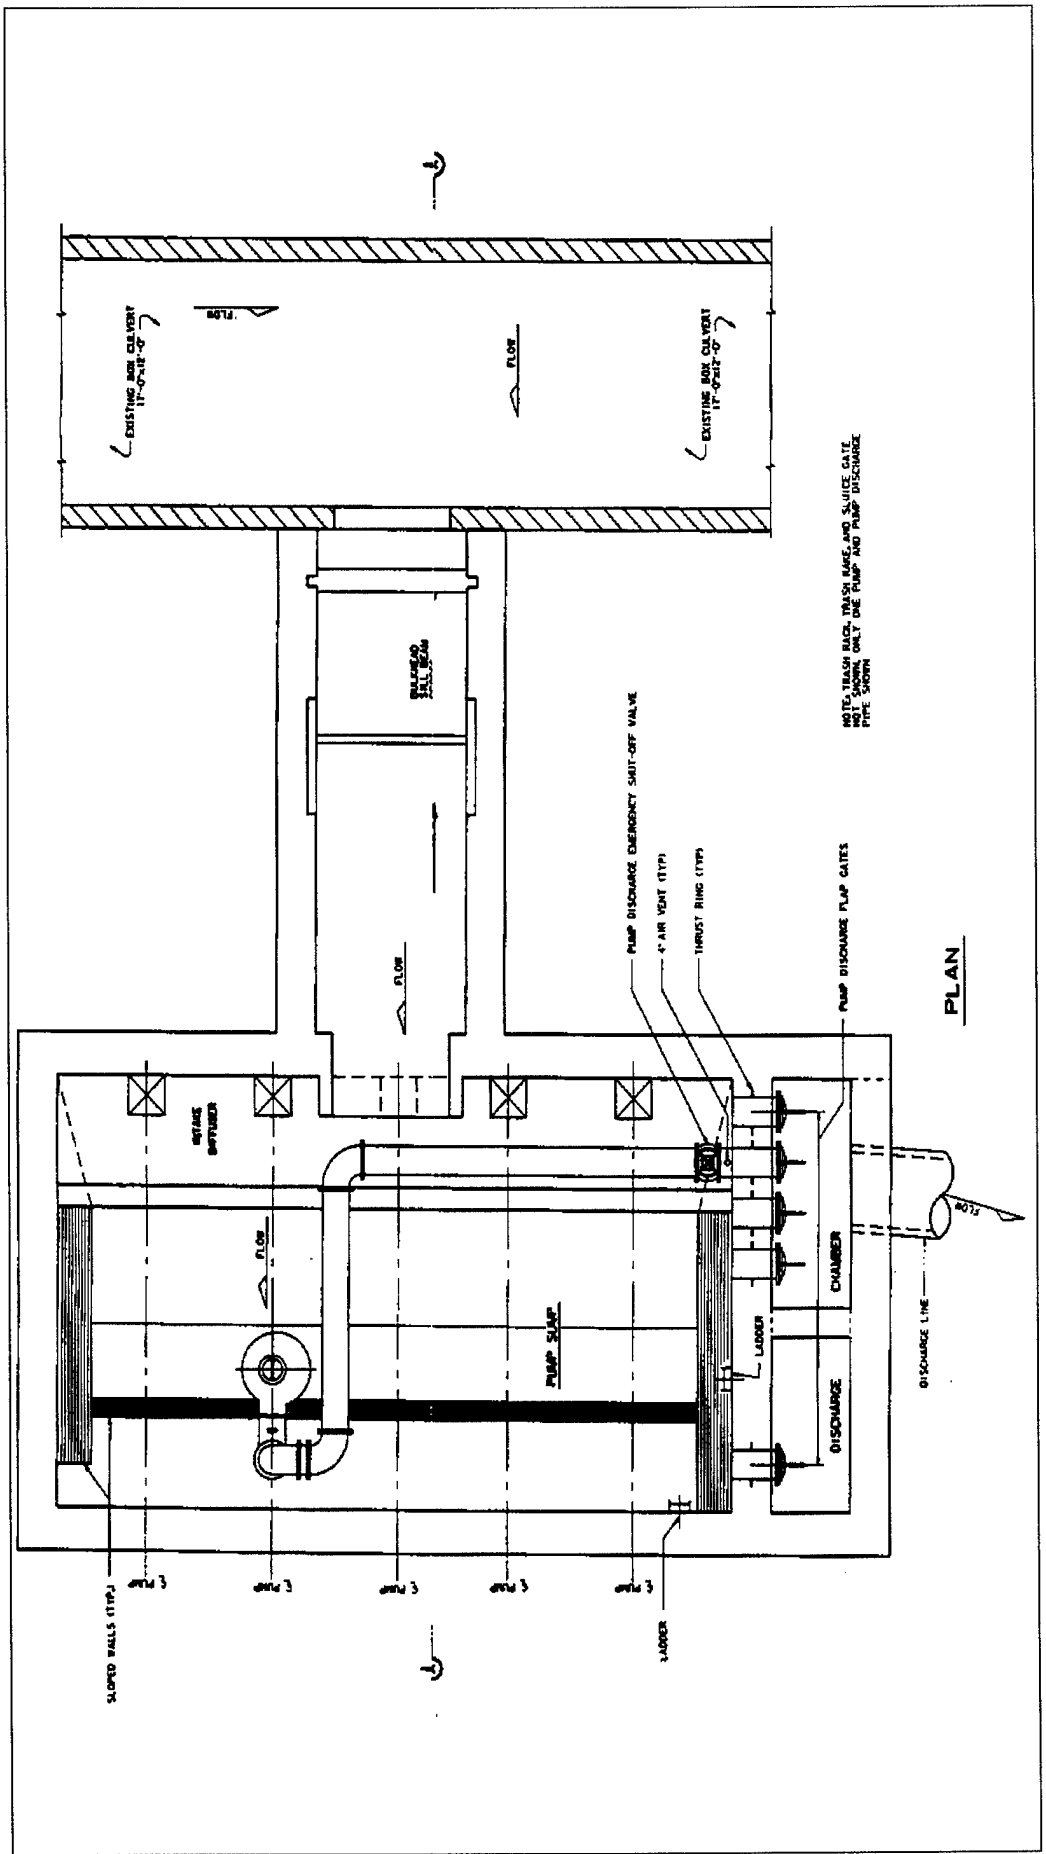 EXISTING BOX CULVERT
17'-0"x12'-0"
FLOW
FLOW
EXISTING BOX CULVERT
17'-0"x12'-0"
NOTE: TRASH RACK, TRASH RAKE, AND SLUICE GATE
NOT SHOWN, ONLY ONE PUMP AND PUMP DISCHARGE
PIPE SHOWN
BULKHEAD
SILL BEAM
FLOW
PUMP DISCHARGE EMERGENCY SHUT-OFF VALVE
4" AIR VENT (TYP)
THRUST RING (TYP)
PUMP DISCHARGE FLAP GATES
PLAN
INTAKE
DIFFUSER
FLOW
PUMP SUMP
LADDER
CHAMBER
DISCHARGE
FLOW
DISCHARGE LINE
SLOPED WALLS (TYP.)
℄ PUMP
℄ PUMP
℄ PUMP
℄ PUMP
℄ PUMP
LADDER